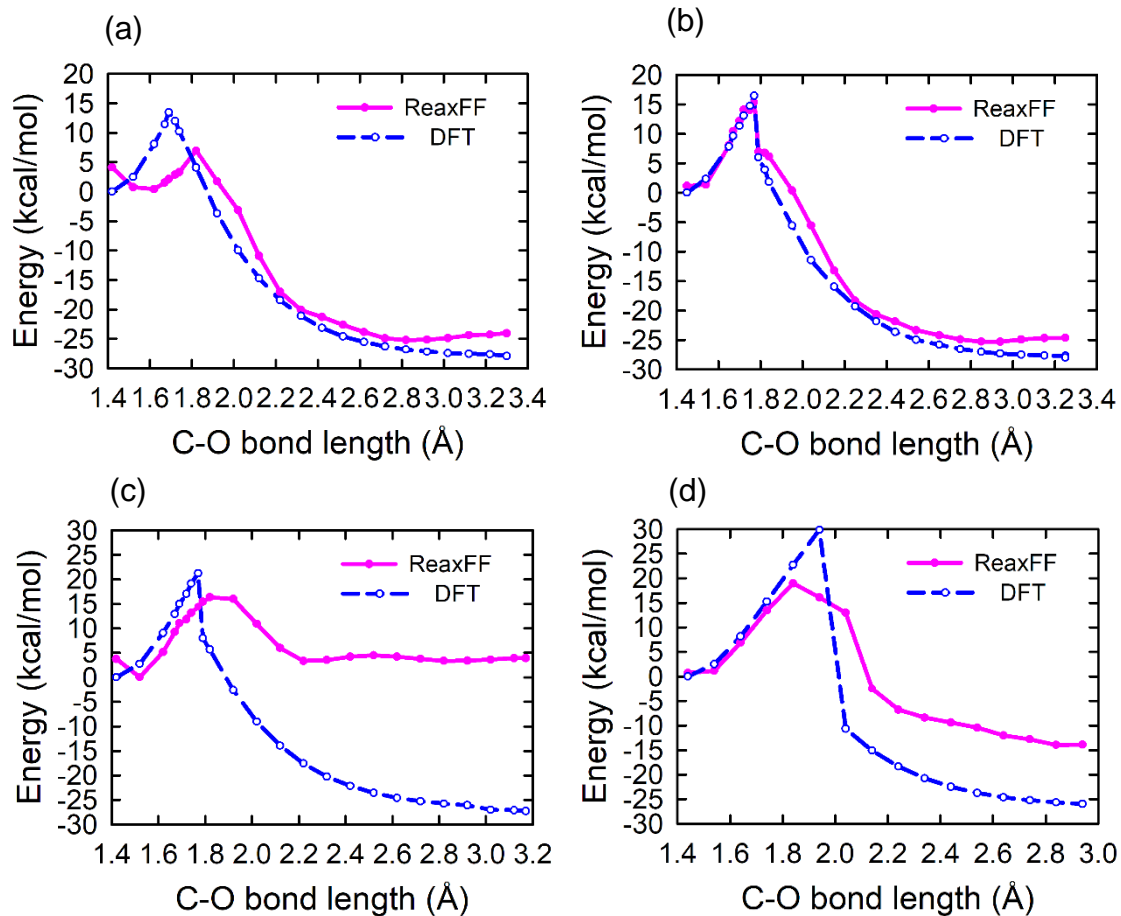 (a)
20
15
10
5
0
-5
-10
-15
-20
-25
-30
Energy (kcal/mol)
ReaxFF
DFT
1.4 1.6 1.8 2.0 2.2 2.4 2.6 2.8 3.0 3.2 3.4
C-O bond length (Å)
(b)
20
15
10
5
0
-5
-10
-15
-20
-25
-30
Energy (kcal/mol)
ReaxFF
DFT
1.4 1.6 1.8 2.0 2.2 2.4 2.6 2.8 3.0 3.2 3.4
C-O bond length (Å)
(c)
30
25
20
15
10
5
0
-5
-10
-15
-20
-25
-30
Energy (kcal/mol)
ReaxFF
DFT
1.4 1.6 1.8 2.0 2.2 2.4 2.6 2.8 3.0 3.2
C-O bond length (Å)
(d)
30
25
20
15
10
5
0
-5
-10
-15
-20
-25
-30
Energy (kcal/mol)
ReaxFF
DFT
1.4 1.6 1.8 2.0 2.2 2.4 2.6 2.8 3.0
C-O bond length (Å)